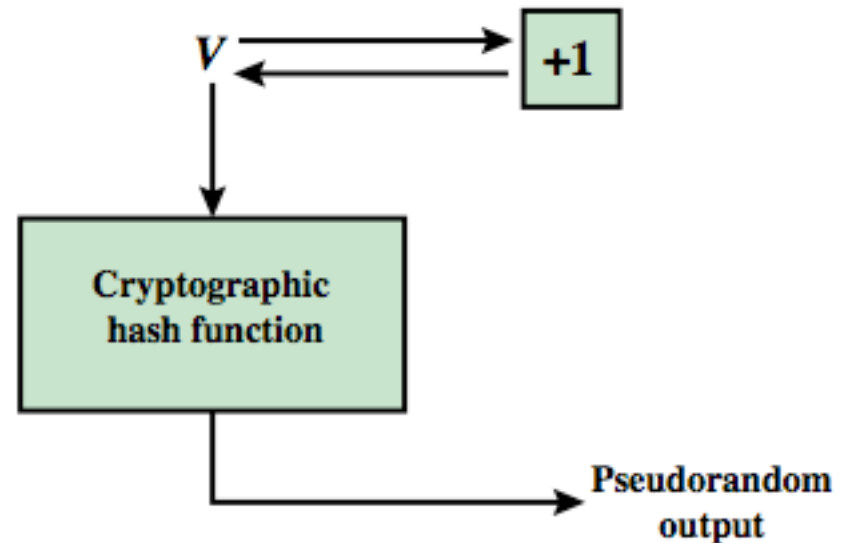 V
+1
Cryptographic
hash function
Pseudorandom
output